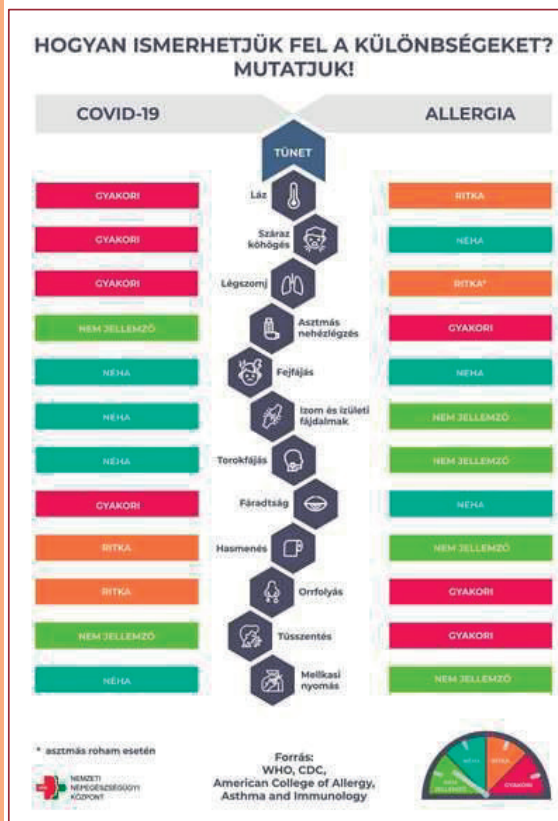 HOGYAN ISMERHETJÜK FEL A KÜLÖNBSÉGEKET?
MUTATJUK!
COVID-19
ALLERGIA
TÜNET
GYAKORI
Láz
RITKA
GYAKORI
Száraz
köhögés
NÉHA
GYAKORI
Légszomj
RITKA*
NEM JELLEMZŐ
Asztmás
nehézlégzés
GYAKORI
NÉHA
Fejfájás
NÉHA
NÉHA
Izom és ízületi
fájdalmak
NEM JELLEMZŐ
NÉHA
Torokfájás
NEM JELLEMZŐ
GYAKORI
Fáradtság
NÉHA
RITKA
Hasmenés
NEM JELLEMZŐ
RITKA
Orrfolyás
GYAKORI
NEM JELLEMZŐ
Tüsszentés
GYAKORI
NÉHA
Mellkasi
nyomás
NEM JELLEMZŐ
* asztmás roham esetén
NEMZETI
NÉPEGÉSZSÉGÜGYI
KÖZPONT
Forrás:
WHO, CDC,
American College of Allergy,
Asthma and Immunology
NEM
JELLEMZŐ
NÉHA
RITKA
GYAKORI